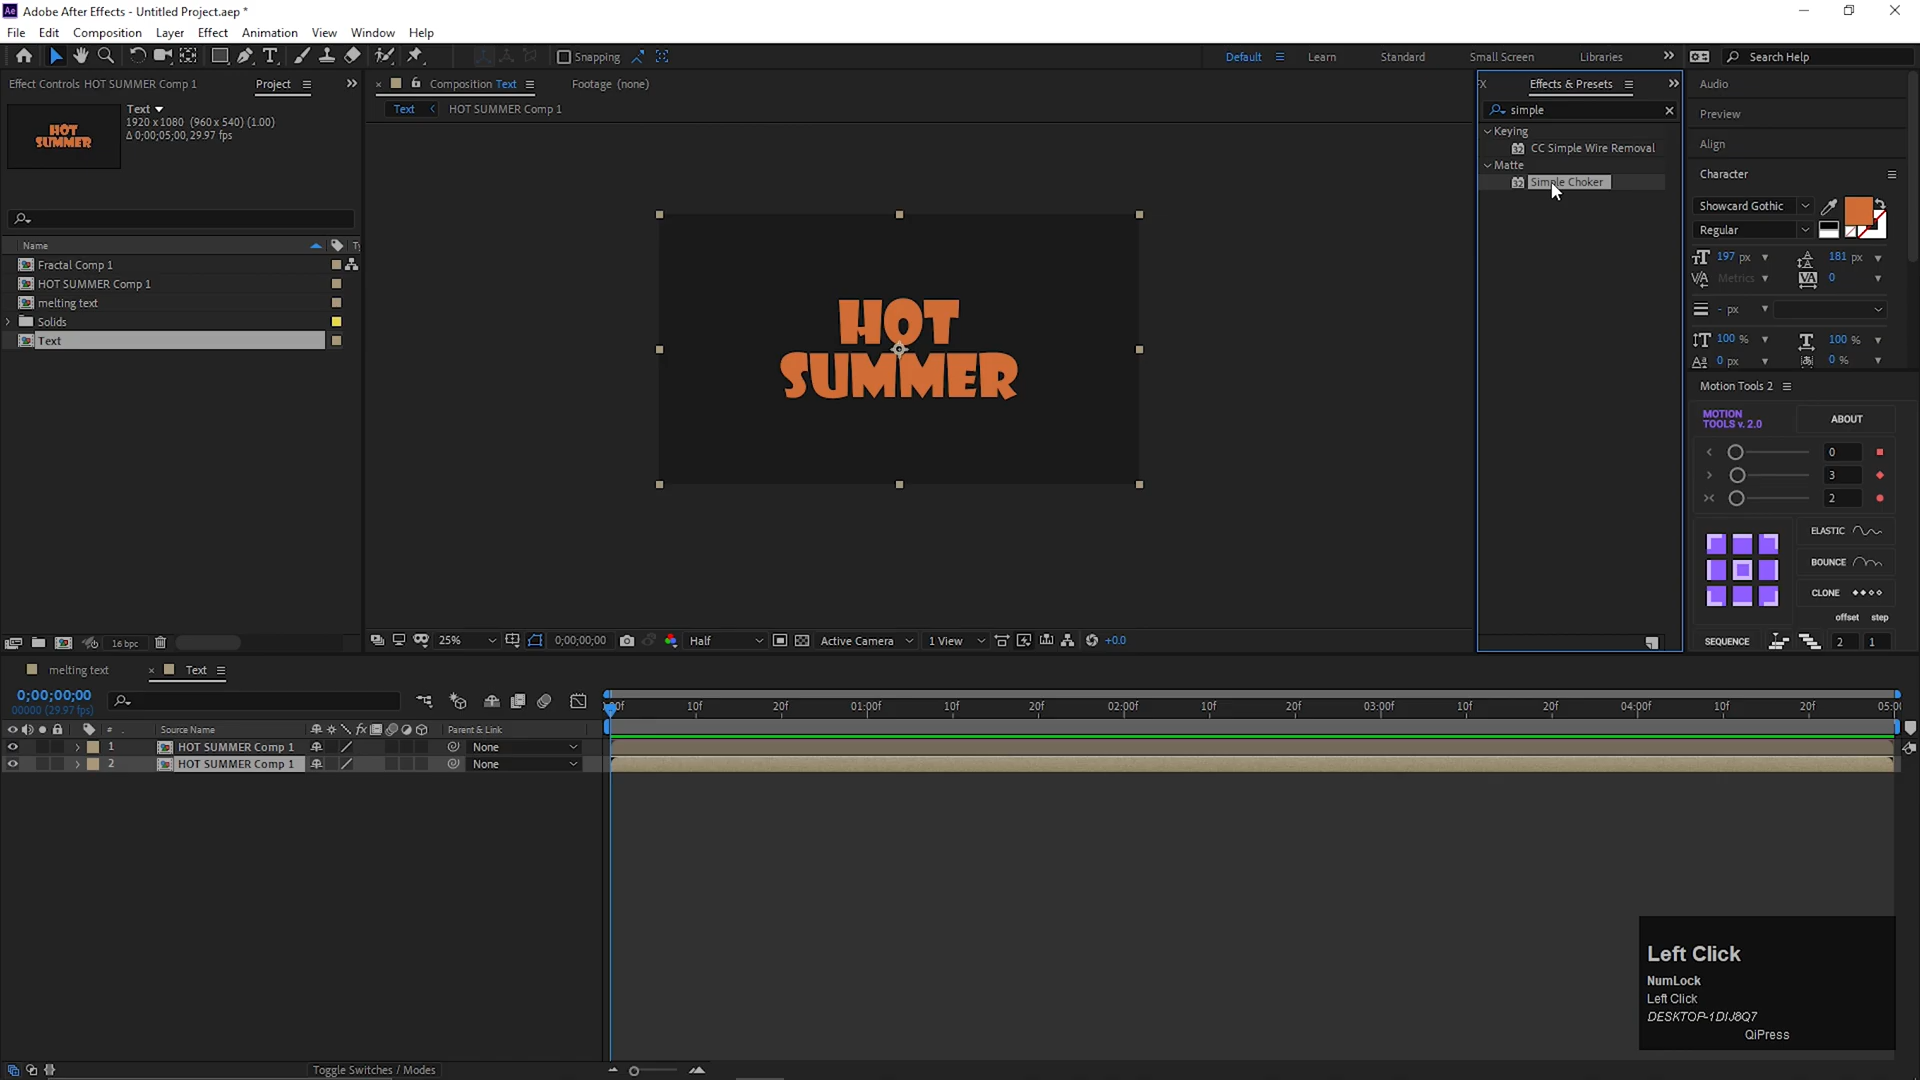 Ae Adobe After Effects - Untitled Project.aep *
File Edit Composition Layer Effect Animation View Window Help
Snapping Default Learn Standard Small Screen Libraries Search Help
Effect Controls HOT SUMMER Comp 1 Project
Composition Text Footage (none)
Effects & Presets
Audio
Text HOT SUMMER Comp 1
Text
1920 x 1080 (960 x 540) (1.00)
Δ 0;00;05;00, 29.97 fps
HOT
SUMMER
simple
Keying
CC Simple Wire Removal
Matte
Simple Choker
Preview
Align
Character
Showcard Gothic
Regular
197 px 181 px
Metrics 0
- px
100 % 100 %
0 px 0 %
Name
Fractal Comp 1
HOT SUMMER Comp 1
melting text
Solids
Text
HOT
SUMMER
Motion Tools 2
MOTION
TOOLS v. 2.0
ABOUT
0
3
2
ELASTIC
BOUNCE
CLONE
offset step
SEQUENCE 2 1
16 bpc
25% 0;00;00;00 Half Active Camera 1 View +0.0
melting text Text
0;00;00;00
00000 (29.97 fps)
10f 20f 01:00f 10f 20f 02:00f 10f 20f 03:00f 10f 20f 04:00f 10f 20f 05:0
# Source Name Parent & Link
1 HOT SUMMER Comp 1 None
2 HOT SUMMER Comp 1 None
Left Click
NumLock
Left Click
DESKTOP-1DIJ8Q7
QiPress
Toggle Switches / Modes